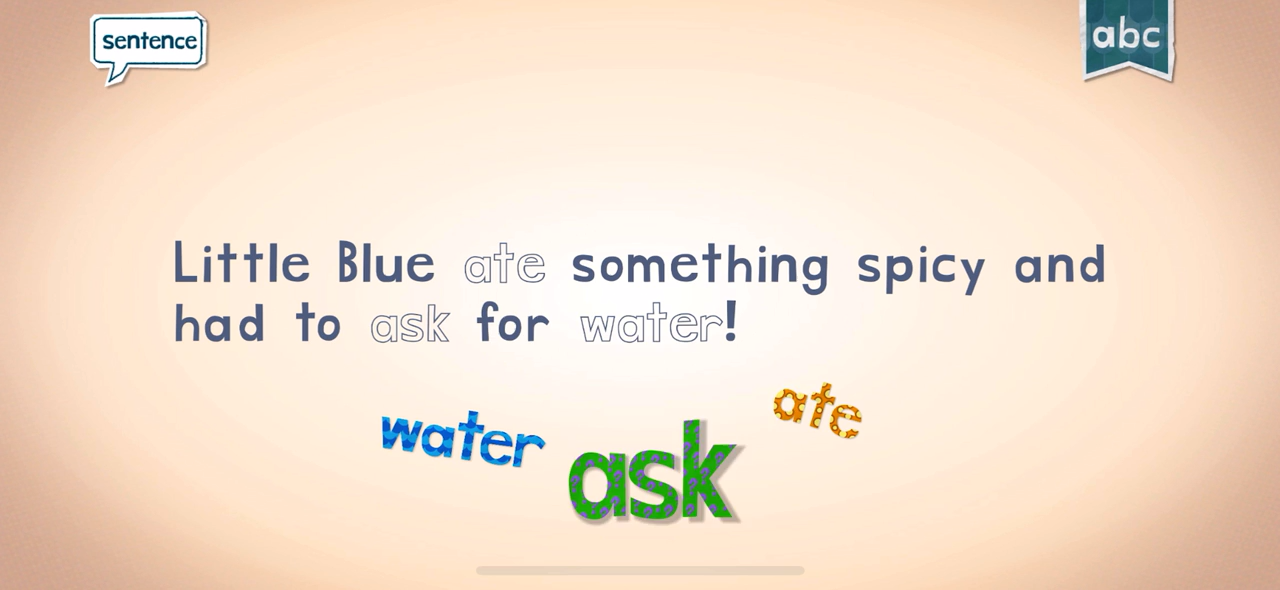 sentence
abc
Little Blue ate something spicy and
had to ask for water!
water
ask
ate